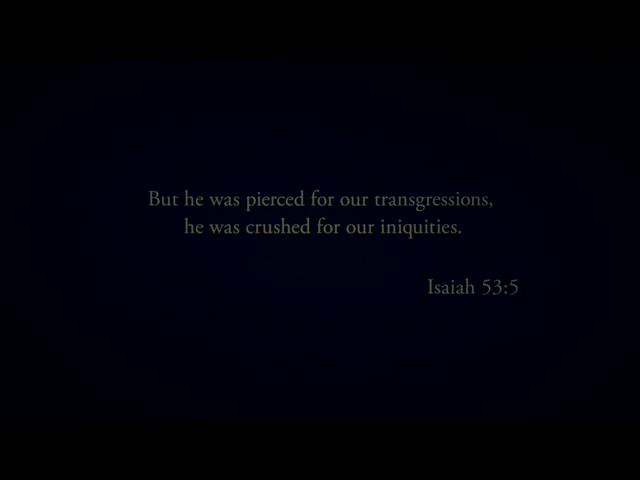 But he was pierced for our transgressions,
he was crushed for our iniquities.
Isaiah 53:5